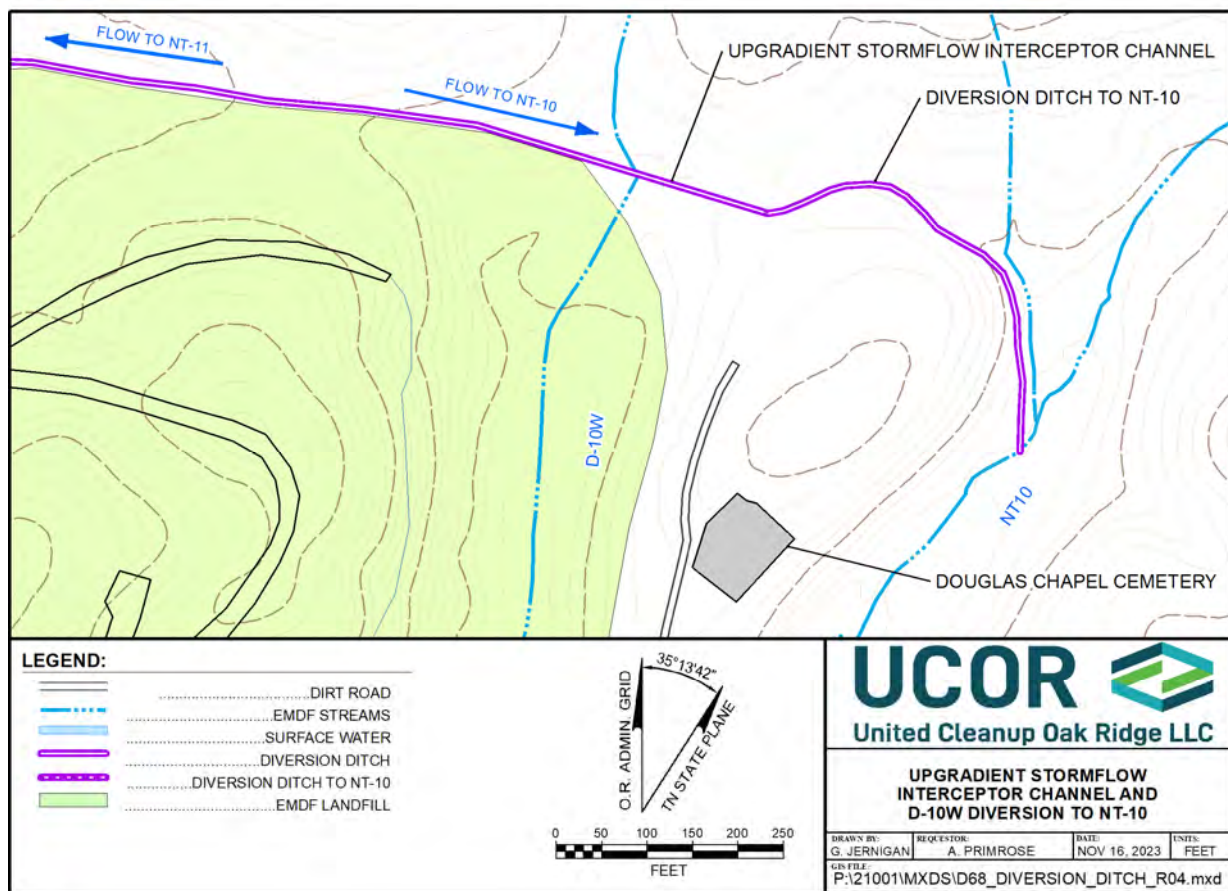 FLOW TO NT-11
FLOW TO NT-10
UPGRADIENT STORMFLOW INTERCEPTOR CHANNEL
DIVERSION DITCH TO NT-10
D-10W
NT10
DOUGLAS CHAPEL CEMETERY
LEGEND:
DIRT ROAD
EMDF STREAMS
SURFACE WATER
DIVERSION DITCH
DIVERSION DITCH TO NT-10
EMDF LANDFILL
35°13'42"
O.R. ADMIN. GRID
TN STATE PLANE
0 50 100 150 200 250
FEET
UCOR
United Cleanup Oak Ridge LLC
UPGRADIENT STORMFLOW
INTERCEPTOR CHANNEL AND
D-10W DIVERSION TO NT-10
DRAWN BY: REQUESTOR: DATE: UNITS:
G. JERNIGAN A. PRIMROSE NOV 16, 2023 FEET
GIS FILE:
P:\21001\MXDS\D68_DIVERSION_DITCH_R04.mxd